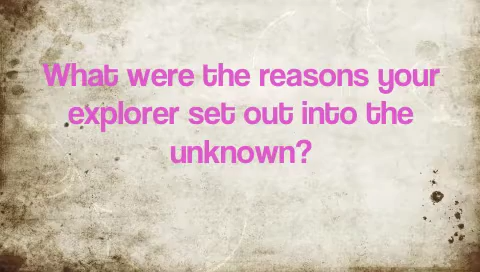 What were the reasons your
explorer set out into the
unknown?